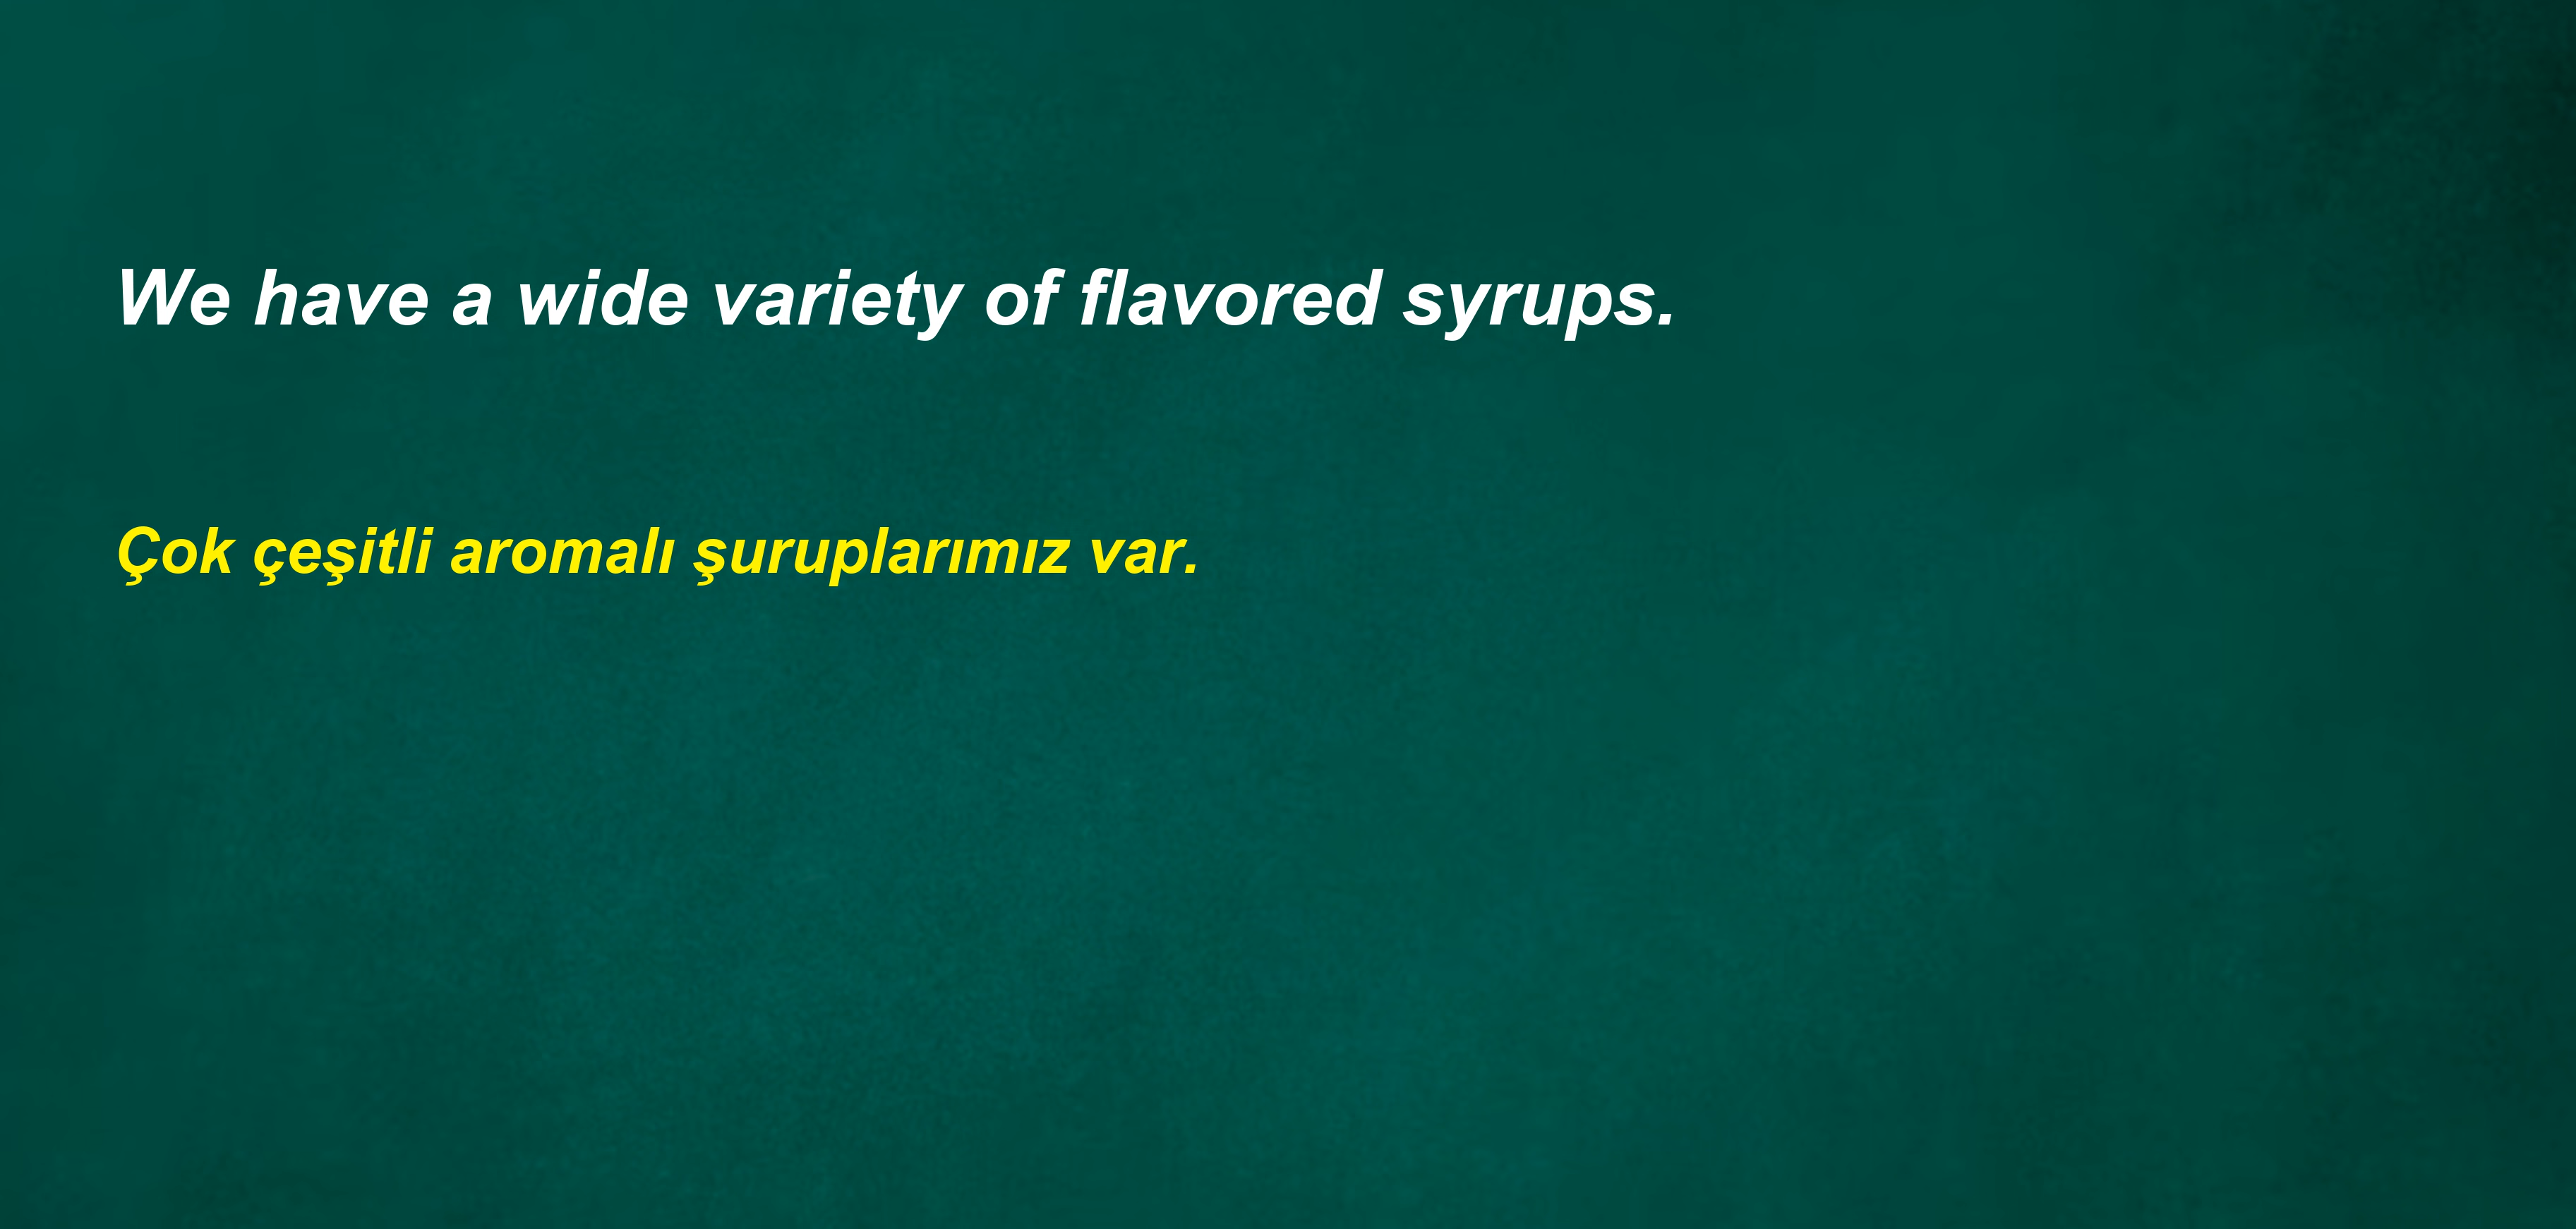 We have a wide variety of flavored syrups.
Çok çeşitli aromalı şuruplarımız var.